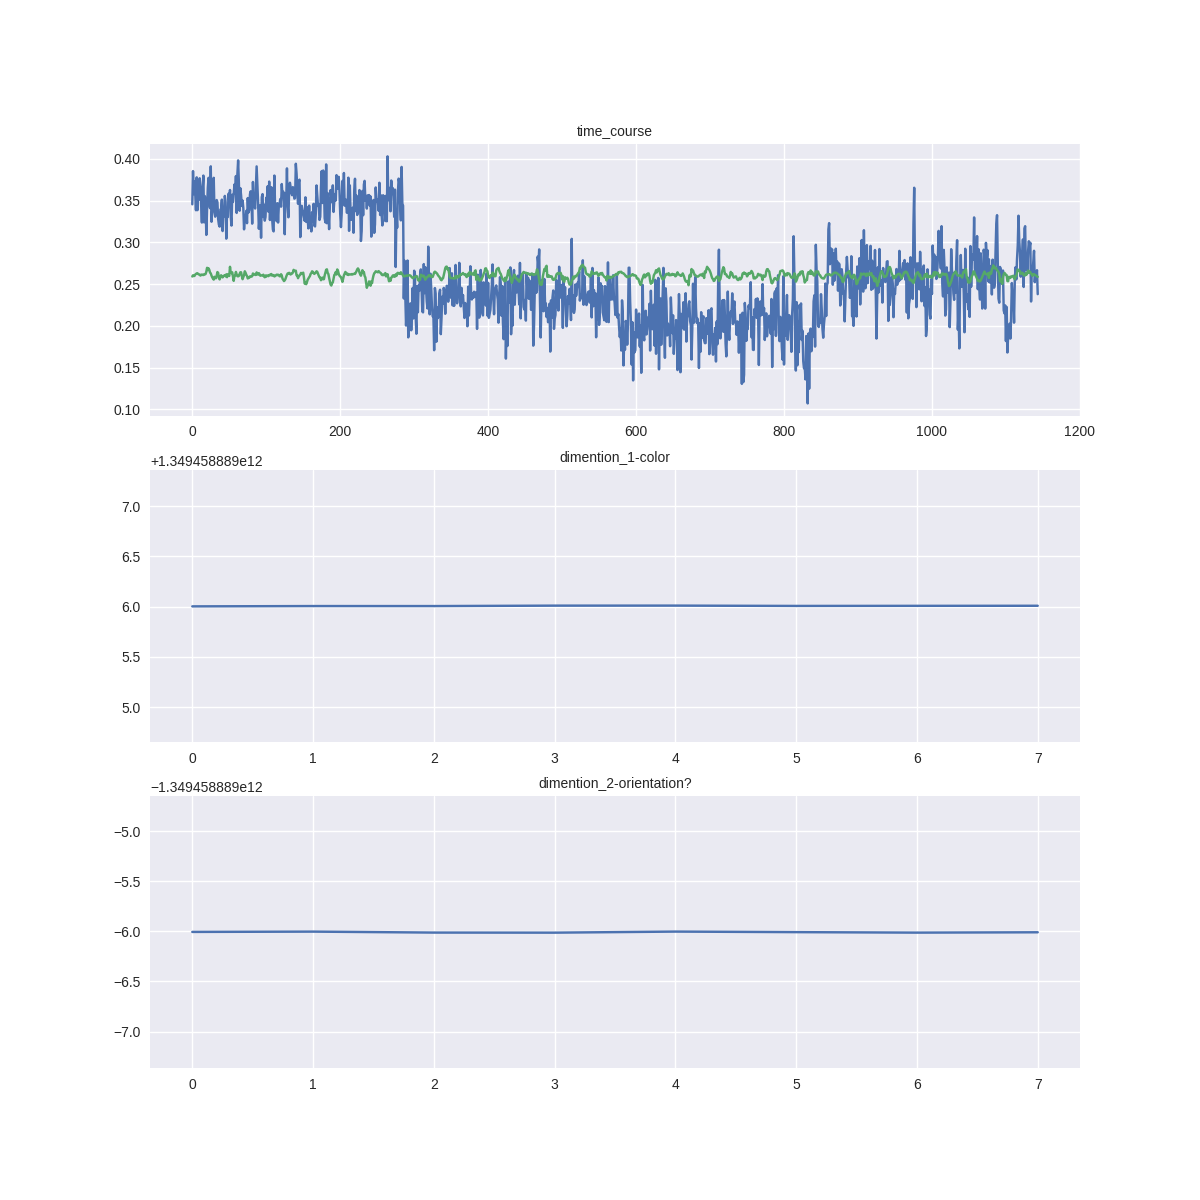 time_course
0.40
0.35
0.30
0.25
0.20
0.15
0.10
0 200 400 600 800 1000 1200
+1.349458889e12
dimention_1-color
7.0
6.5
6.0
5.5
5.0
0 1 2 3 4 5 6 7
−1.349458889e12
dimention_2-orientation?
−5.0
−5.5
−6.0
−6.5
−7.0
0 1 2 3 4 5 6 7